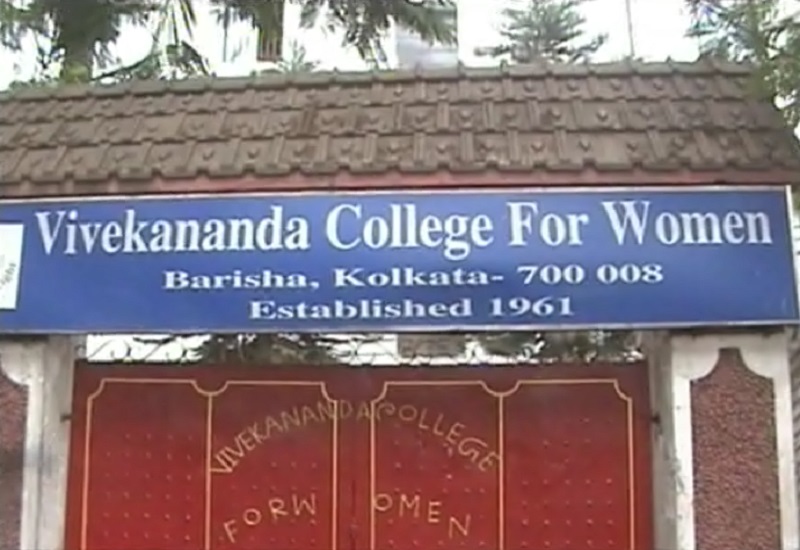 Vivekananda College For Women
Barisha, Kolkata- 700 008
Established 1961
VIVEKANANDA COLLEGE
FOR WOMEN